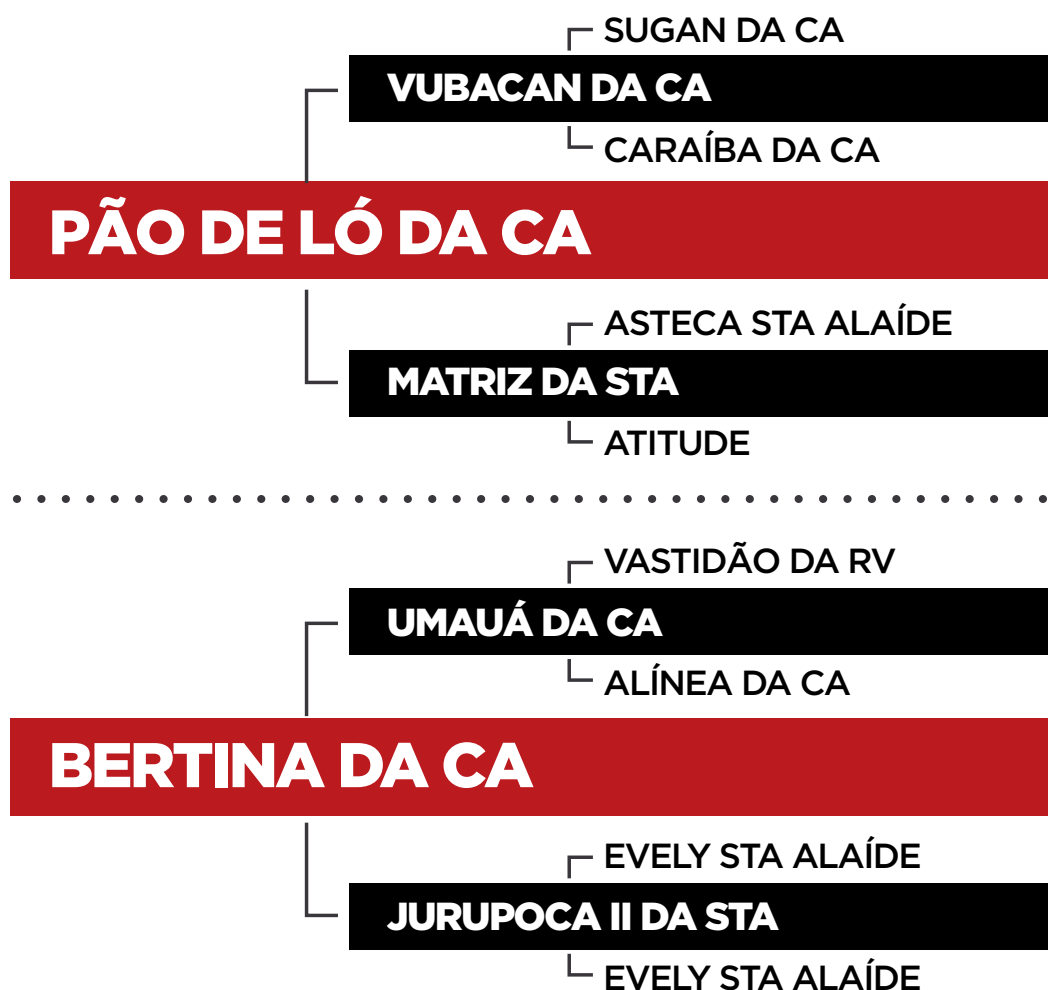 SUGAN DA CA
VUBACAN DA CA
CARAÍBA DA CA
PÃO DE LÓ DA CA
ASTECA STA ALAÍDE
MATRIZ DA STA
ATITUDE
VASTIDÃO DA RV
UMAUÁ DA CA
ALÍNEA DA CA
BERTINA DA CA
EVELY STA ALAÍDE
JURUPOCA II DA STA
EVELY STA ALAÍDE